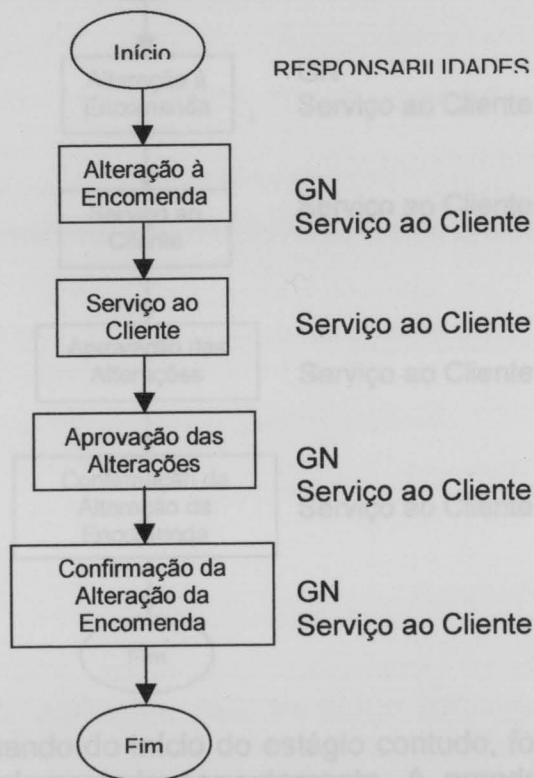 Início
RESPONSABILIDADES
Alteração à
Encomenda
GN
Serviço ao Cliente
Serviço ao
Cliente
Serviço ao Cliente
Aprovação das
Alterações
GN
Serviço ao Cliente
Confirmação da
Alteração da
Encomenda
GN
Serviço ao Cliente
Fim